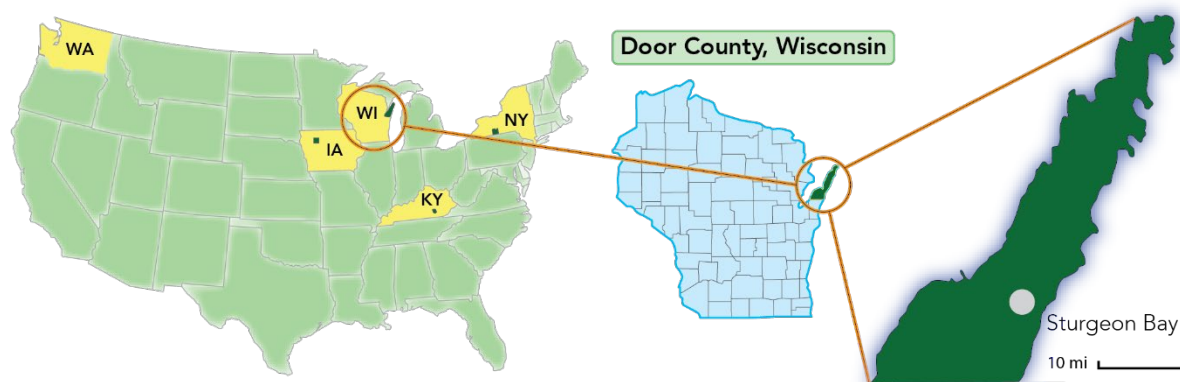 WA
WI
NY
IA
KY
Door County, Wisconsin
Sturgeon Bay
10 mi